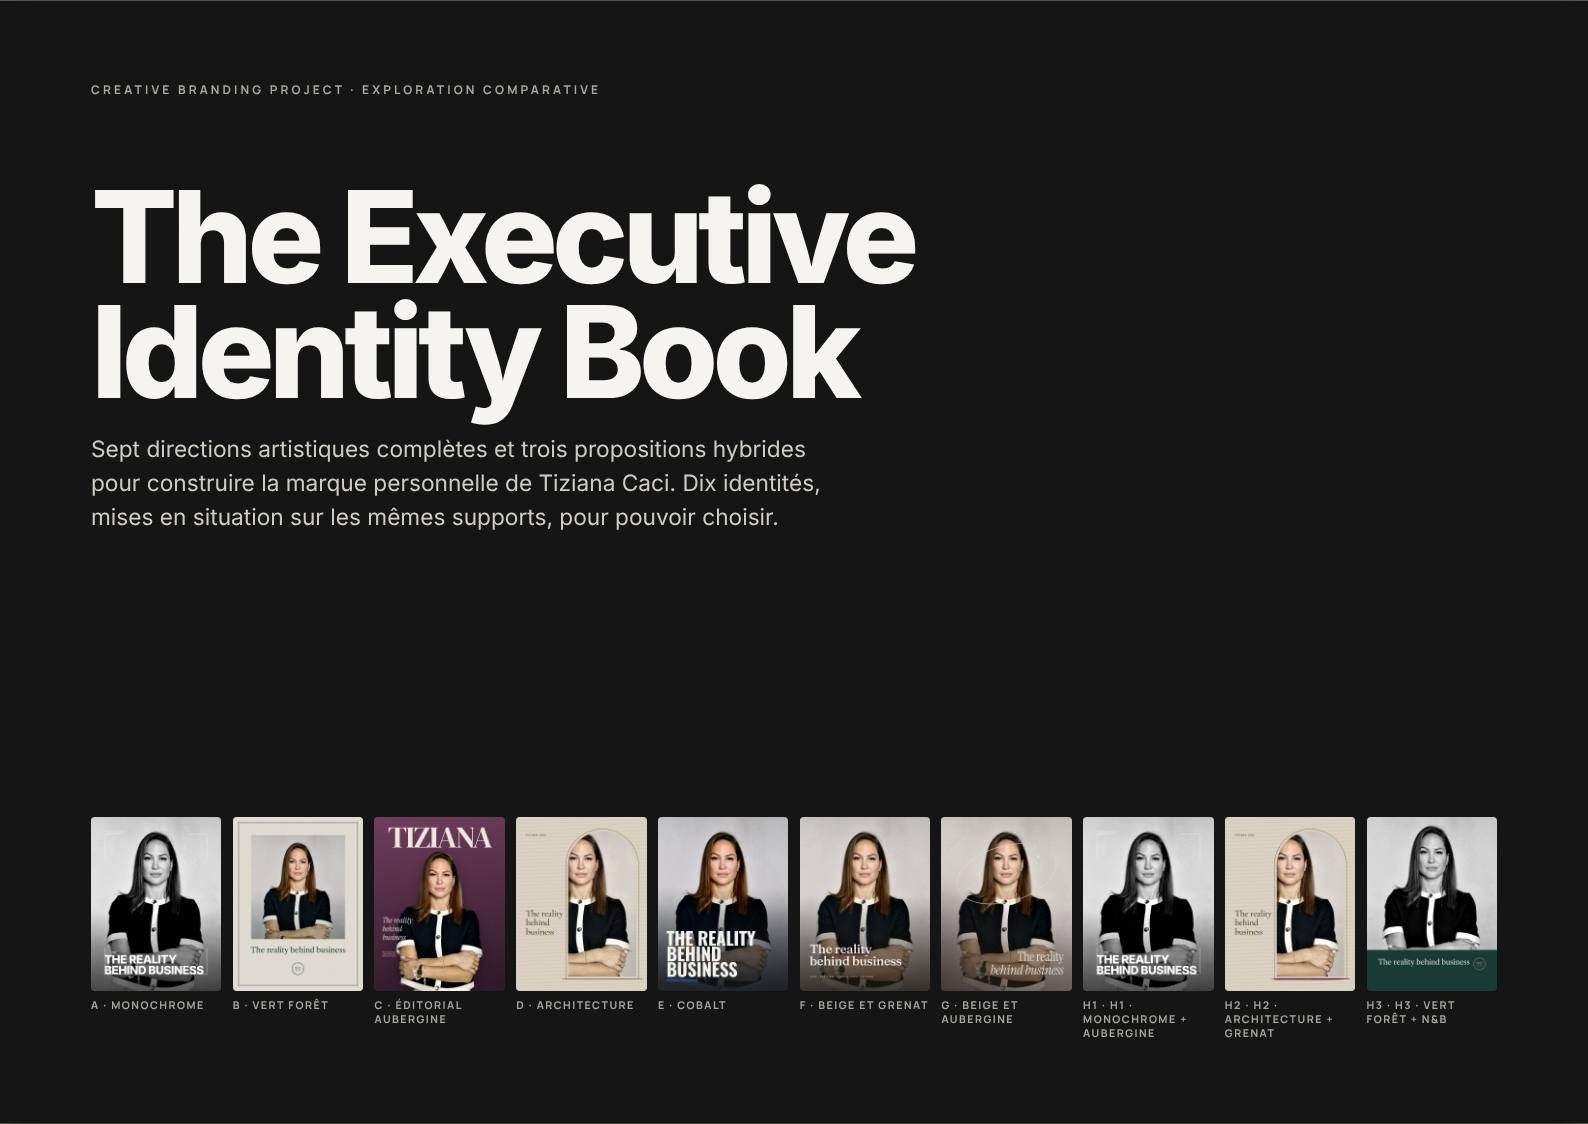 CREATIVE BRANDING PROJECT · EXPLORATION COMPARATIVE
The Executive
Identity Book
Sept directions artistiques complètes et trois propositions hybrides
pour construire la marque personnelle de Tiziana Caci. Dix identités,
mises en situation sur les mêmes supports, pour pouvoir choisir.
THE REALITY
BEHIND BUSINESS
The reality behind business
TIZIANA
The reality
behind
business
The reality
behind
business
THE REALITY
BEHIND
BUSINESS
The reality
behind business
The reality
behind business
THE REALITY
BEHIND BUSINESS
The reality
behind
business
The reality behind business
A · MONOCHROME
B · VERT FORÊT
C · ÉDITORIAL
AUBERGINE
D · ARCHITECTURE
E · COBALT
F · BEIGE ET GRENAT
G · BEIGE ET
AUBERGINE
H1 · H1 ·
MONOCHROME +
AUBERGINE
H2 · H2 ·
ARCHITECTURE +
GRENAT
H3 · H3 · VERT
FORÊT + N&B